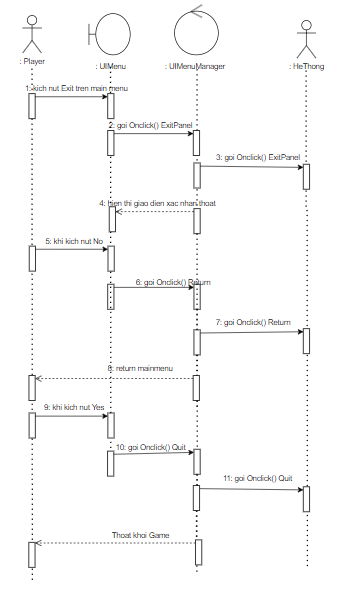 : Player
: UIMenu
: UIMenuManager
: HeThong
1: kich nut Exit tren main menu
2: goi Onclick() ExitPanel
3: goi Onclick() ExitPanel
4: hien thi giao dien xac nhan thoat
5: khi kich nut No
6: goi Onclick() Return
7: goi Onclick() Return
8: return mainmenu
9: khi kich nut Yes
10: goi Onclick() Quit
11: goi Onclick() Quit
Thoat khoi Game